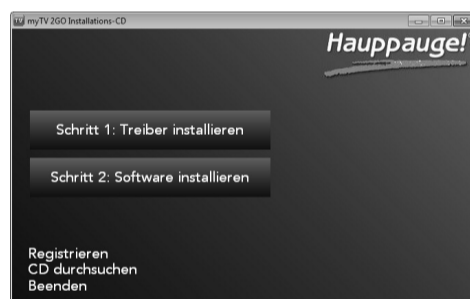 myTV 2GO Installations-CD
Hauppauge!
Schritt 1: Treiber installieren
Schritt 2: Software installieren
Registrieren
CD durchsuchen
Beenden